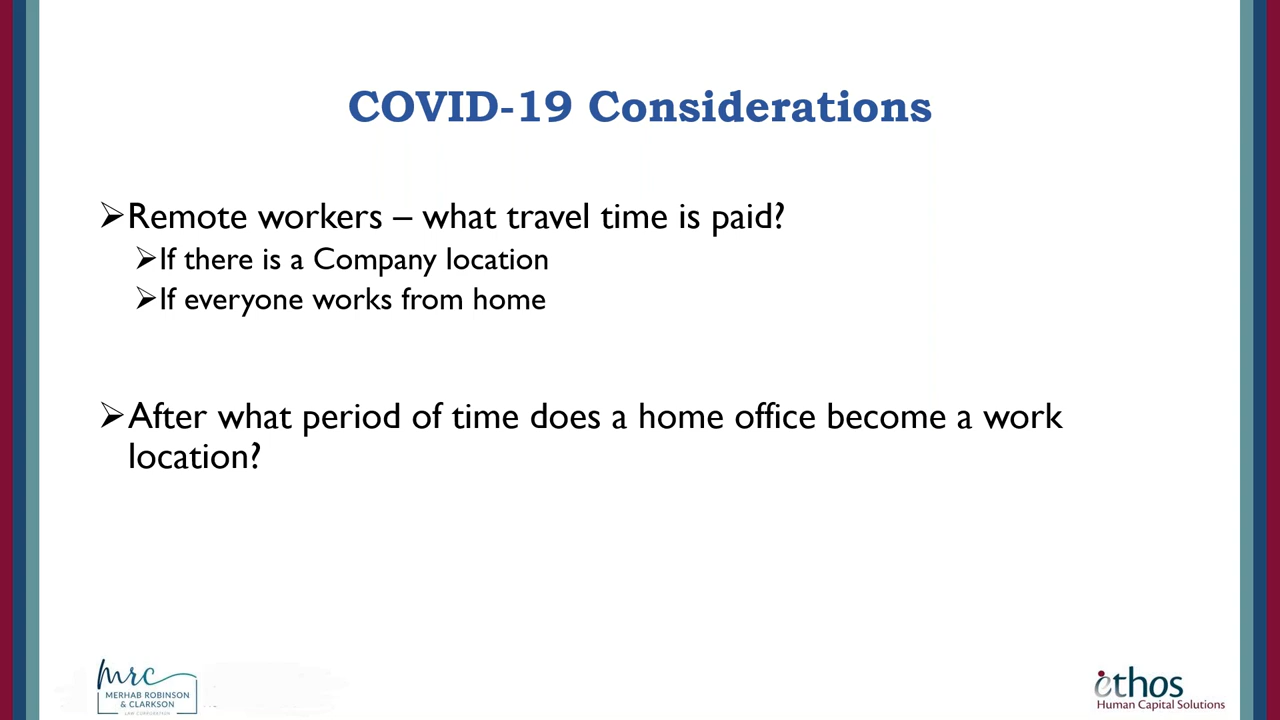 COVID-19 Considerations
➢Remote workers – what travel time is paid?
➢If there is a Company location
➢If everyone works from home
➢After what period of time does a home office become a work
location?
mrc
MERHAB ROBINSON
& CLARKSON
LAW CORPORATION
ethos
Human Capital Solutions